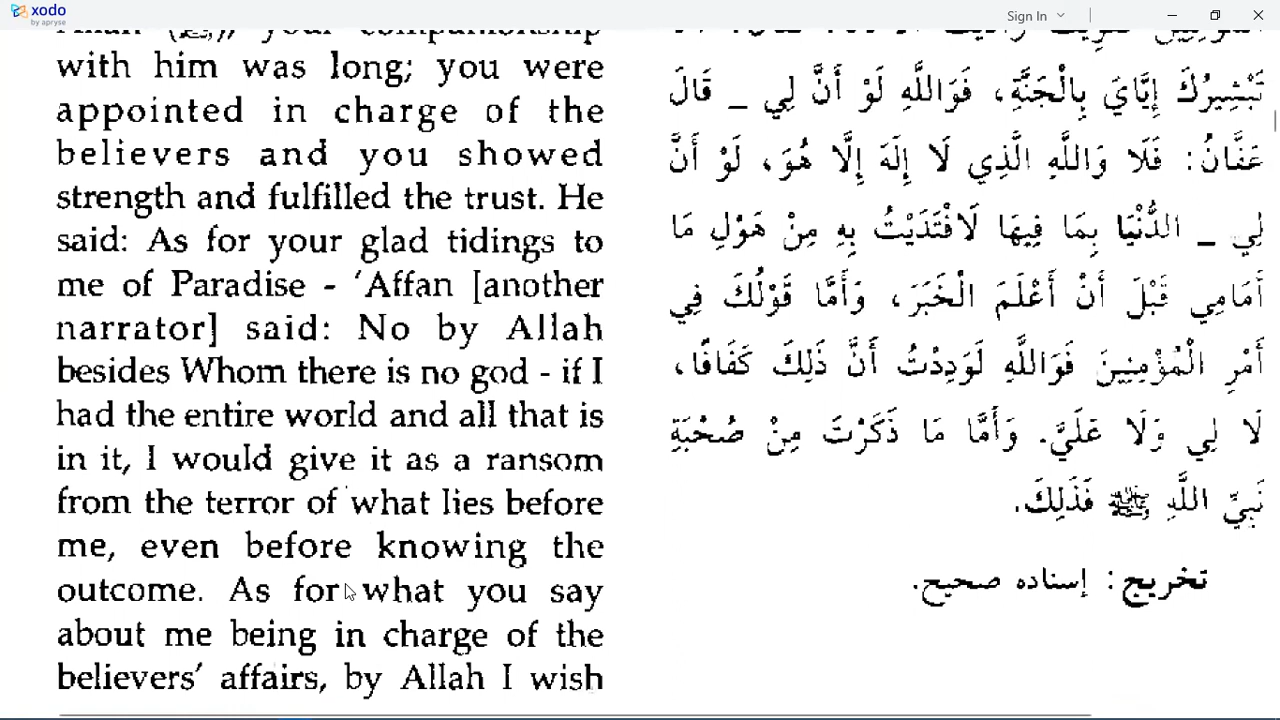 xodo
by apryse
Sign In
your companionship
with him was long; you were
appointed in charge of the
believers and you showed
strength and fulfilled the trust. He
said: As for your glad tidings to
me of Paradise - ‘Affan [another
narrator] said: No by Allah
besides Whom there is no god - if I
had the entire world and all that is
in it, I would give it as a ransom
from the terror of what lies before
me, even before knowing the
outcome. As for what you say
about me being in charge of the
believers’ affairs, by Allah I wish
تَبْشِيرُكَ إِيَّايَ بِالْجَنَّةِ، فَوَاللَّهِ لَوْ أَنَّ لِي _ قَالَ
عَفَّانُ: فَلَا وَاللَّهِ الَّذِي لَا إِلَهَ إِلَّا هُوَ، لَوْ أَنَّ
لِي _ الدُّنْيَا بِمَا فِيهَا لَافْتَدَيْتُ بِهِ مِنْ هَوْلِ مَا
أَمَامِي قَبْلَ أَنْ أَعْلَمَ الْخَبَرَ، وَأَمَّا قَوْلُكَ فِي
أَمْرِ الْمُؤْمِنِينَ فَوَاللَّهِ لَوَدِدْتُ أَنَّ ذَلِكَ كَفَافًا،
لَا لِي وَلَا عَلَيَّ. وَأَمَّا مَا ذَكَرْتَ مِنْ صُحْبَةِ
نَبِيِّ اللَّهِ ﷺ فَذَلِكَ.
تخريج: إسناده صحيح.